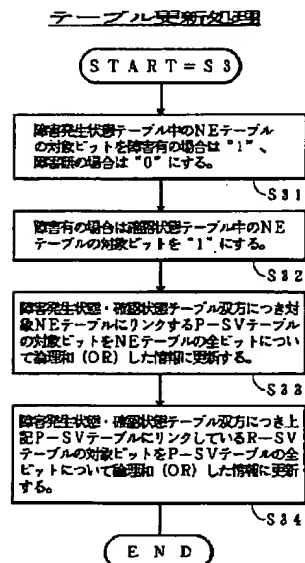 テーブル更新処理
START=S3
障害発生状態テーブル中のNEテーブル
の対象ビットを障害有の場合は"1"、
障害無の場合は"0"にする。
S31
障害有の場合は確認状態テーブル中のNE
テーブルの対象ビットを"1"にする。
S32
障害発生状態・確認状態テーブル双方につき対
象NEテーブルにリンクするP-SVテーブル
の対象ビットをNEテーブルの全ビットについ
て論理和(OR)した情報に更新する。
S33
障害発生状態・確認状態テーブル双方につき上
記P-SVテーブルにリンクしているR-SV
テーブルの対象ビットをP-SVテーブルの全
ビットについて論理和(OR)した情報に更新
する。
S34
END